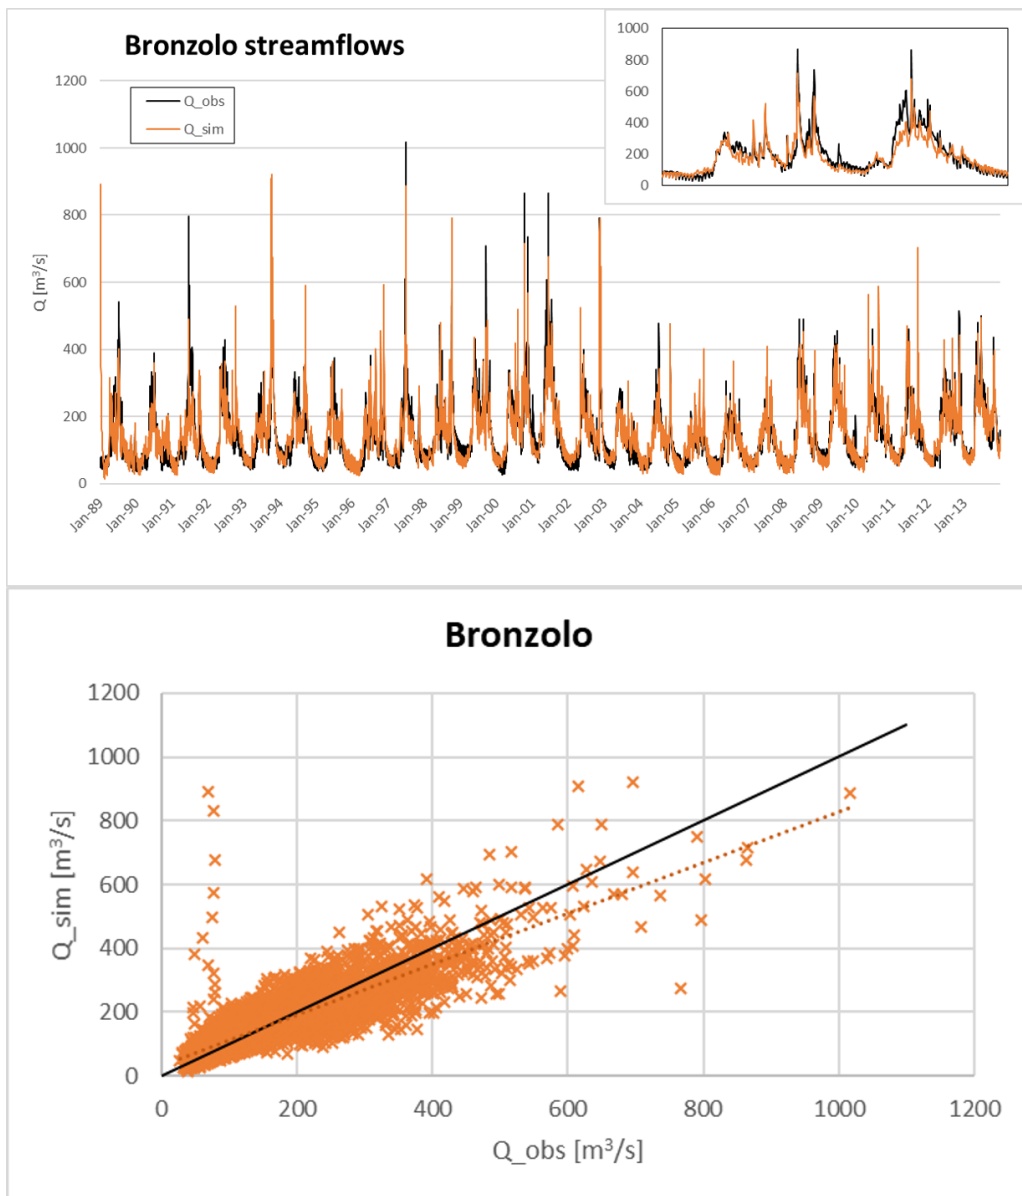 Bronzolo streamflows
1000
800
600
400
200
0
1200
1000
800
600
400
200
0
Q [m³/s]
Q_obs
Q_sim
Jan-89 Jan-90 Jan-91 Jan-92 Jan-93 Jan-94 Jan-95 Jan-96 Jan-97 Jan-98 Jan-99 Jan-00 Jan-01 Jan-02 Jan-03 Jan-04 Jan-05 Jan-06 Jan-07 Jan-08 Jan-09 Jan-10 Jan-11 Jan-12 Jan-13
Bronzolo
1200
1000
800
600
400
200
0
Q_sim [m³/s]
0 200 400 600 800 1000 1200
Q_obs [m³/s]